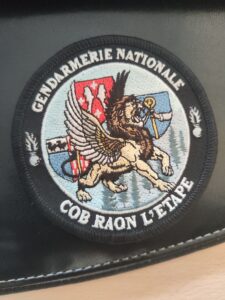 GENDARMERIE NATIONALE
COB RAON L'ETAPE